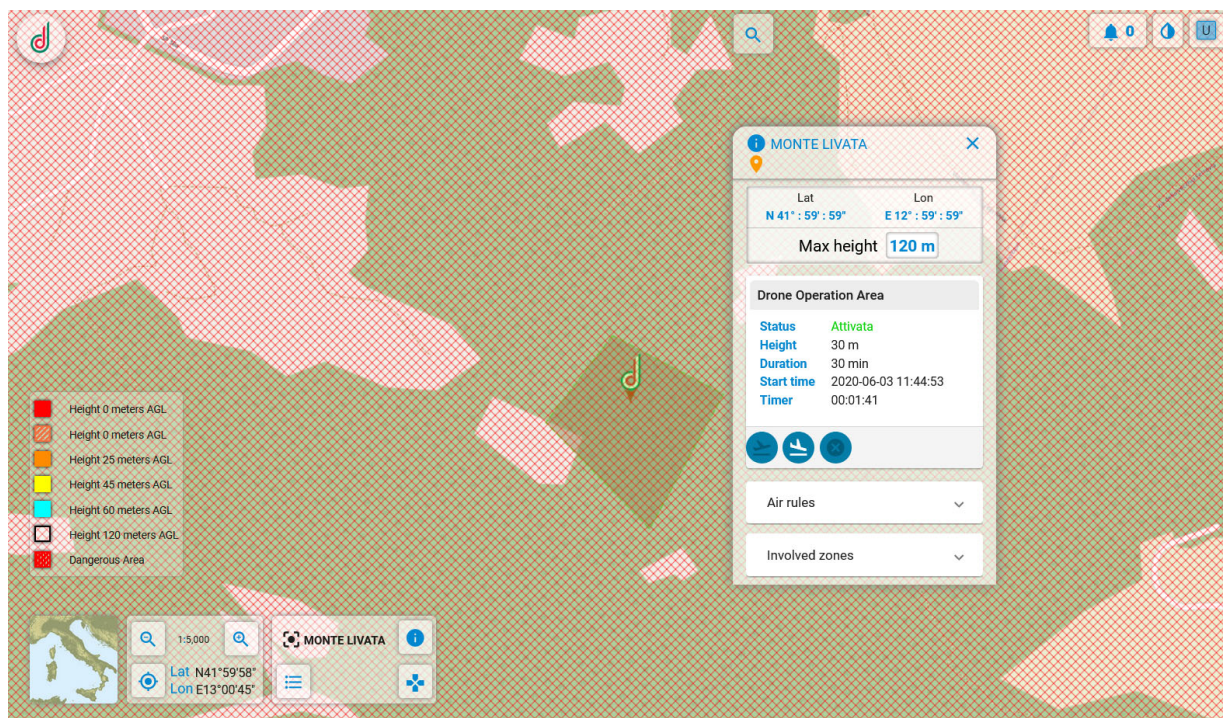 0
U
MONTE LIVATA
Lat Lon
N 41° : 59' : 59" E 12° : 59' : 59"
Max height 120 m
Drone Operation Area
Status Attivata
Height 30 m
Duration 30 min
Start time 2020-06-03 11:44:53
Timer 00:01:41
Air rules
Involved zones
Height 0 meters AGL
Height 0 meters AGL
Height 25 meters AGL
Height 45 meters AGL
Height 60 meters AGL
Height 120 meters AGL
Dangerous Area
1:5,000
Lat N41°59'58"
Lon E13°00'45"
MONTE LIVATA